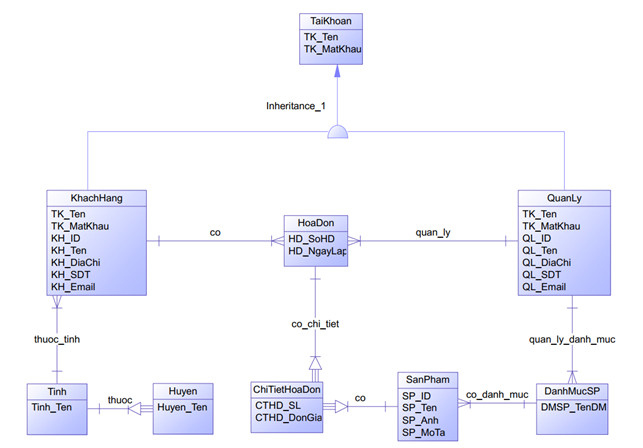 TaiKhoan
TK_Ten
TK_MatKhau
Inheritance_1
KhachHang
TK_Ten
TK_MatKhau
KH_ID
KH_Ten
KH_DiaChi
KH_SDT
KH_Email
co
HoaDon
HD_SoHD
HD_NgayLap
quan_ly
QuanLy
TK_Ten
TK_MatKhau
QL_ID
QL_Ten
QL_DiaChi
QL_SDT
QL_Email
thuoc_tinh
co_chi_tiet
quan_ly_danh_muc
Tinh
Tinh_Ten
thuoc
Huyen
Huyen_Ten
ChiTietHoaDon
CTHD_SL
CTHD_DonGia
co
SanPham
SP_ID
SP_Ten
SP_Anh
SP_MoTa
co_danh_muc
DanhMucSP
DMSP_TenDM